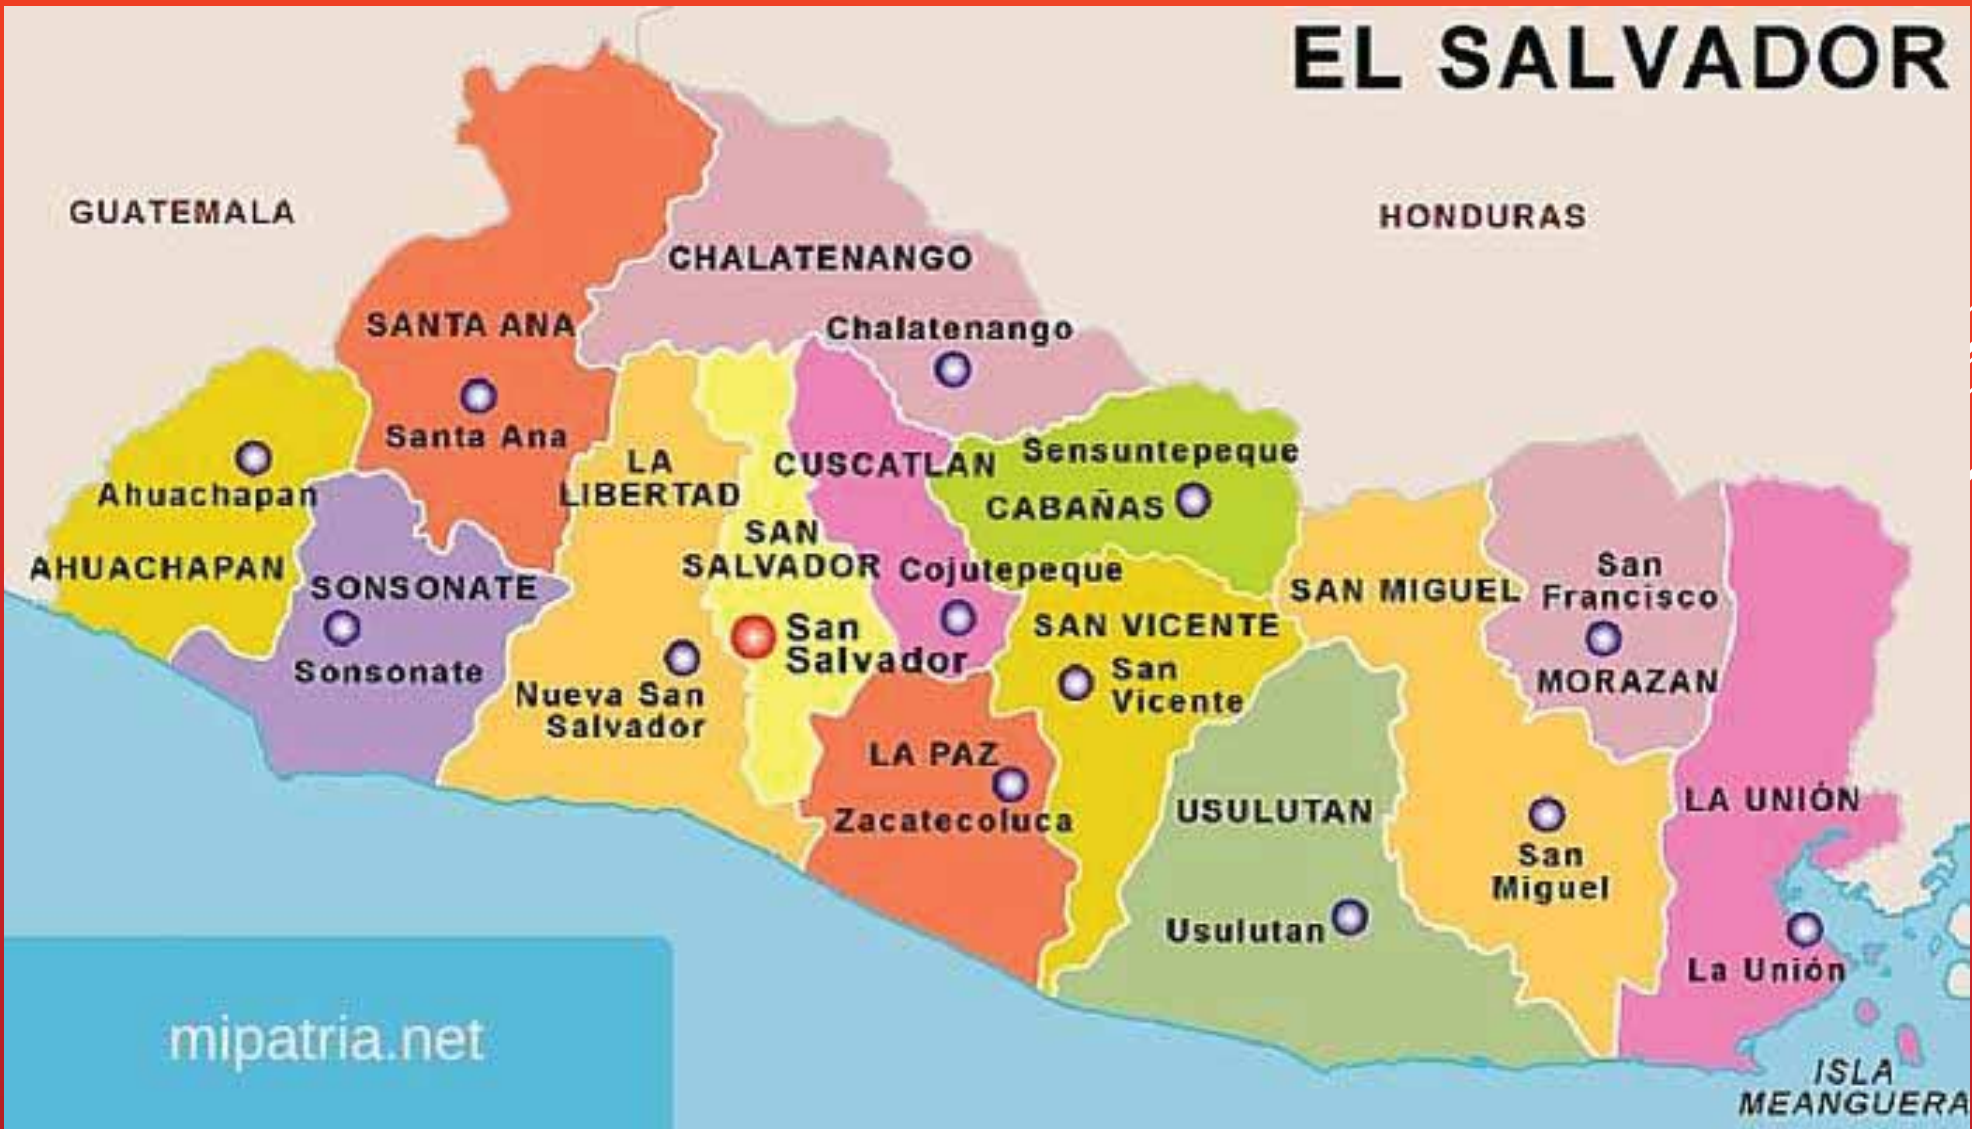 EL SALVADOR
GUATEMALA
HONDURAS
CHALATENANGO
Chalatenango
SANTA ANA
Santa Ana
Ahuachapan
AHUACHAPAN
SONSONATE
Sonsonate
LA
LIBERTAD
Nueva San
Salvador
SAN
SALVADOR
San
Salvador
CUSCATLAN
Cojutepeque
Sensuntepeque
CABAÑAS
SAN VICENTE
San
Vicente
LA PAZ
Zacatecoluca
USULUTAN
Usulutan
SAN MIGUEL
San
Miguel
San
Francisco
MORAZAN
LA UNIÓN
La Unión
ISLA
MEANGUERA
mipatria.net